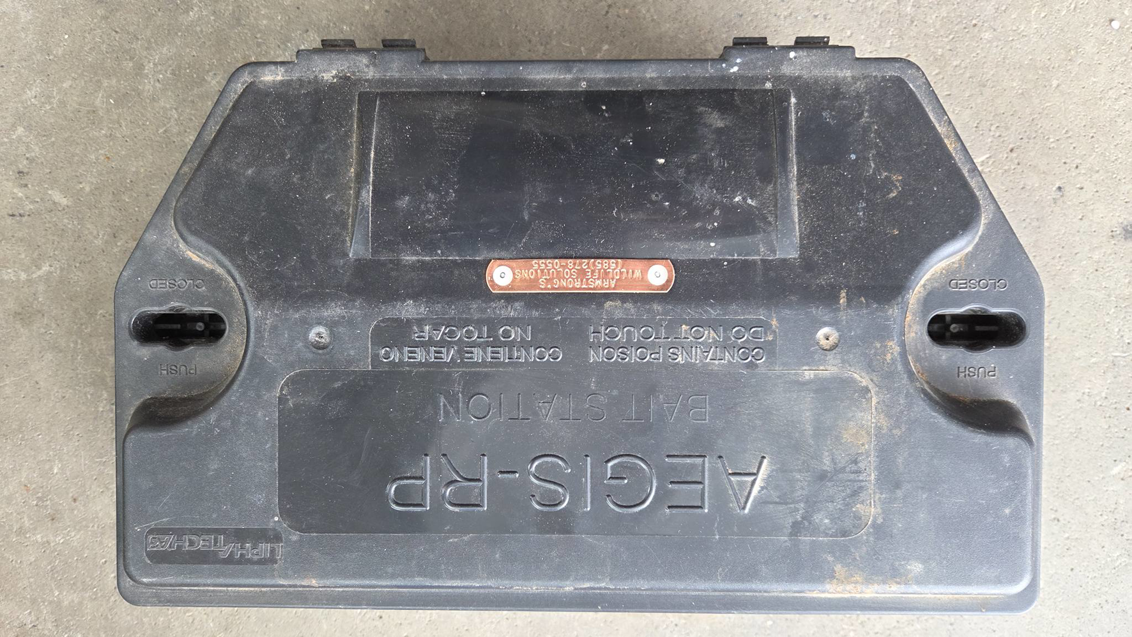 LIPHATECH
AEGIS-RP
BAIT STATION
PUSH
PUSH
CONTAINS POISON
DO NOT TOUCH
CONTIENE VENENO
NO TOCAR
CLOSED
CLOSED
ARMSTRONG'S
WILDLIFE SOLUTIONS
(585)278-0555